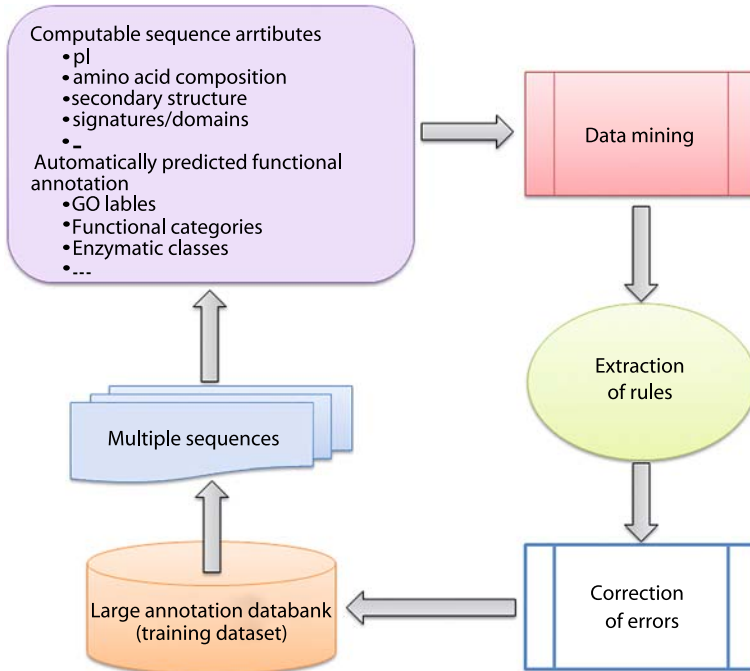 Computable sequence arrtibutes
•pl
•amino acid composition
•secondary structure
•signatures/domains
•–
Automatically predicted functional
annotation
•GO lables
•Functional categories
•Enzymatic classes
•---
Data mining
Extraction
of rules
Correction
of errors
Large annotation databank
(training dataset)
Multiple sequences